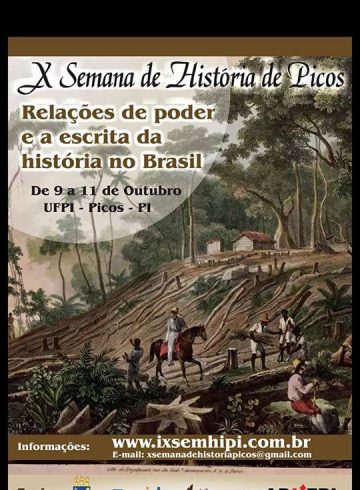 X Semana de História de Picos
Relações de poder
e a escrita da
história no Brasil
De 9 a 11 de Outubro
UFPI - Picos - PI
Informações:
www.ixsemhipi.com.br
E-mail: xsemanadehistoriapicos@gmail.com